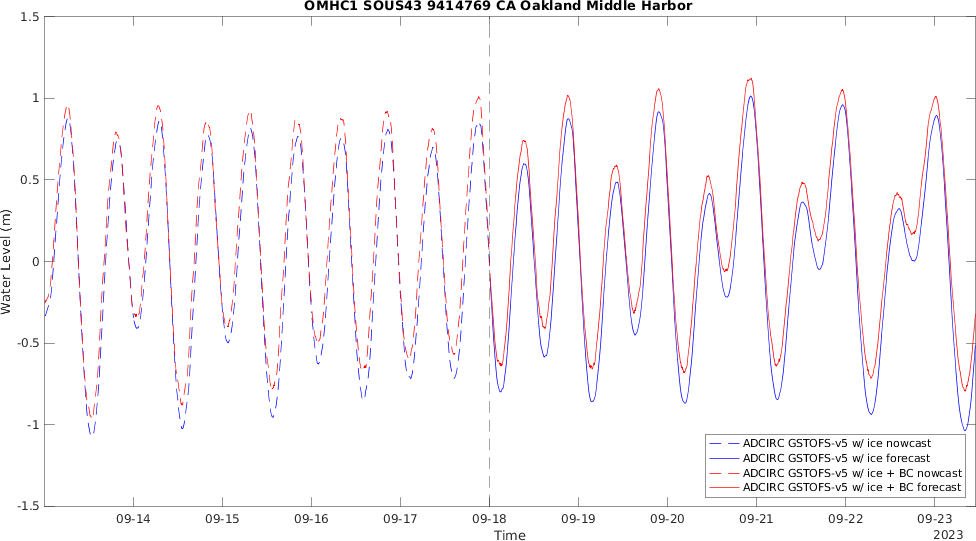 OMHC1 SOUS43 9414769 CA Oakland Middle Harbor
1.5
1
0.5
0
-0.5
-1
-1.5
Water Level (m)
09-14 09-15 09-16 09-17 09-18 09-19 09-20 09-21 09-22 09-23
Time
2023
ADCIRC GSTOFS-v5 w/ ice nowcast
ADCIRC GSTOFS-v5 w/ ice forecast
ADCIRC GSTOFS-v5 w/ ice + BC nowcast
ADCIRC GSTOFS-v5 w/ ice + BC forecast